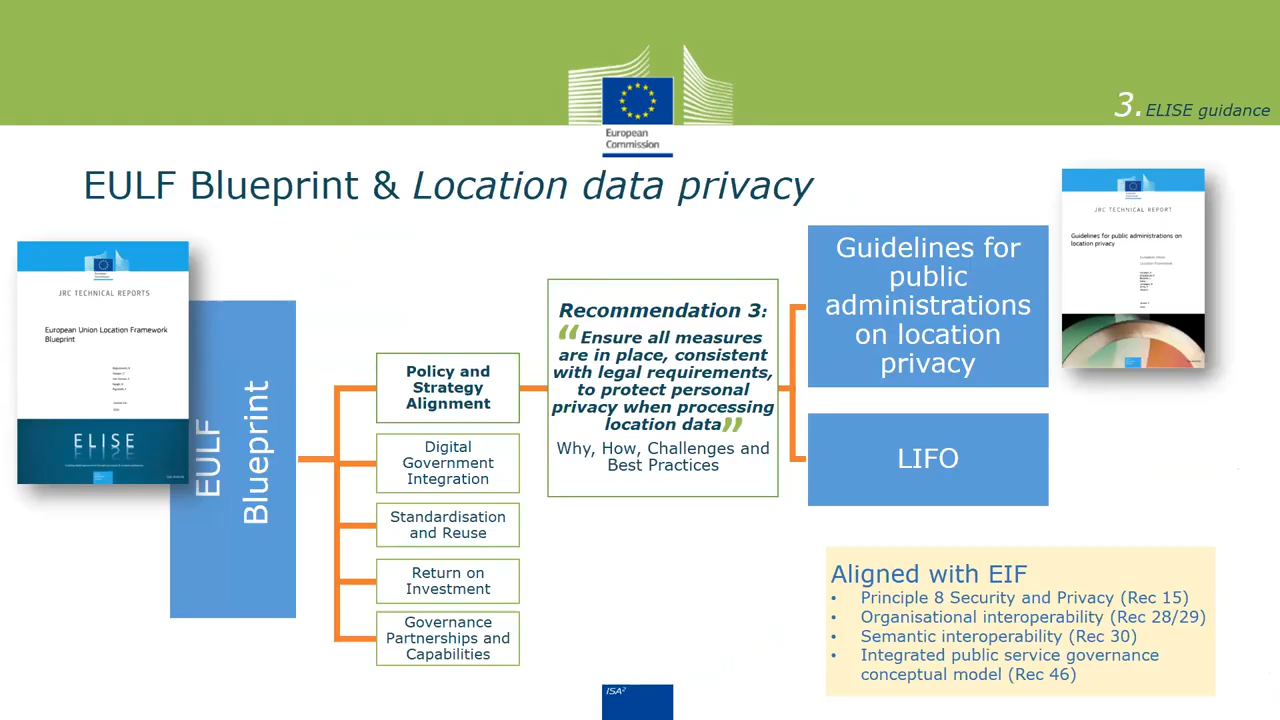 European
Commission
3. ELISE guidance
EULF Blueprint & Location data privacy
JRC TECHNICAL REPORTS
European Union Location Framework
Blueprint
ELISE
EULF
Blueprint
Policy and
Strategy
Alignment
Digital
Government
Integration
Standardisation
and Reuse
Return on
Investment
Governance
Partnerships and
Capabilities
Recommendation 3:
“Ensure all measures
are in place, consistent
with legal requirements,
to protect personal
privacy when processing
location data”
Why, How, Challenges and
Best Practices
Guidelines for
public
administrations
on location
privacy
LIFO
JRC TECHNICAL REPORT
Guidelines for public administrations on
location privacy
European Union
Location Framework
Aligned with EIF
• Principle 8 Security and Privacy (Rec 15)
• Organisational interoperability (Rec 28/29)
• Semantic interoperability (Rec 30)
• Integrated public service governance
conceptual model (Rec 46)
ISA²